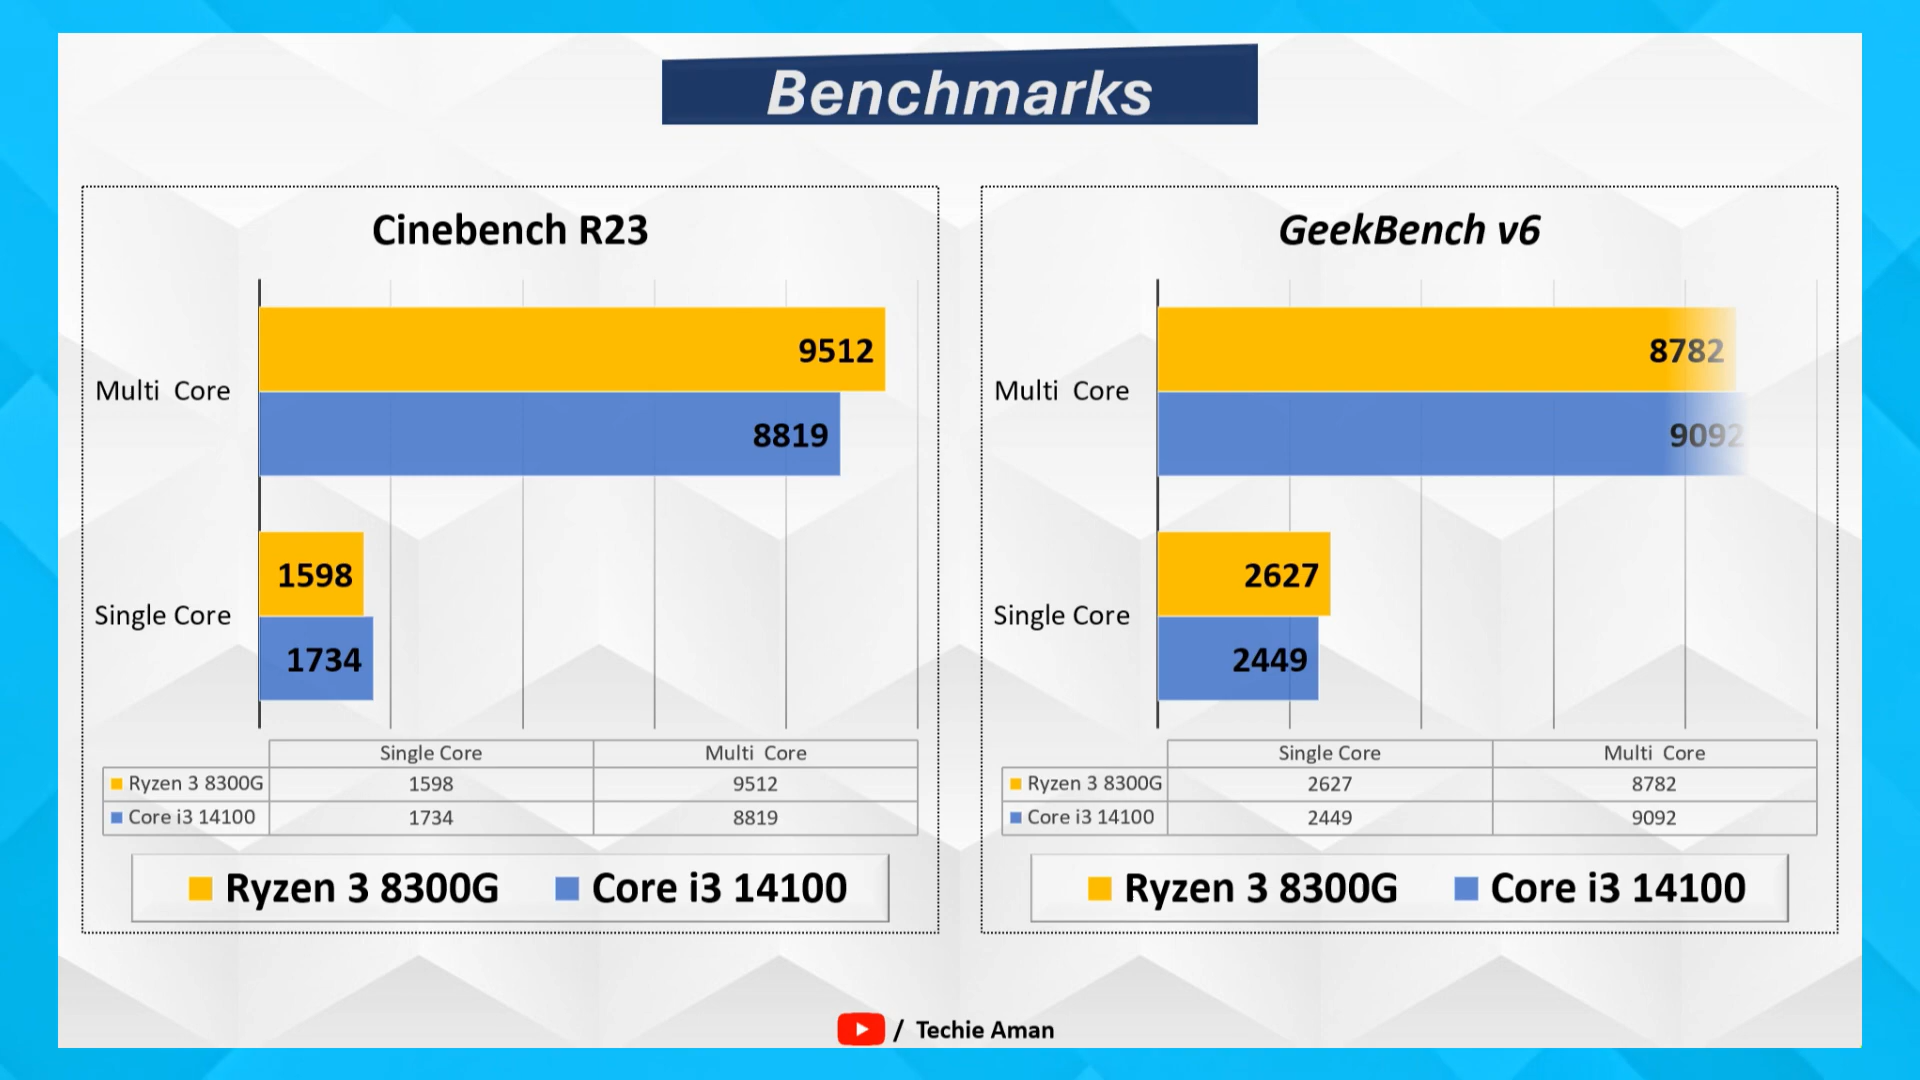 Benchmarks
Cinebench R23
Multi Core
9512
8819
Single Core
1598
1734
Single Core Multi Core
Ryzen 3 8300G 1598 9512
Core i3 14100 1734 8819
Ryzen 3 8300G Core i3 14100
GeekBench v6
Multi Core
8782
9092
Single Core
2627
2449
Single Core Multi Core
Ryzen 3 8300G 2627 8782
Core i3 14100 2449 9092
Ryzen 3 8300G Core i3 14100
/ Techie Aman